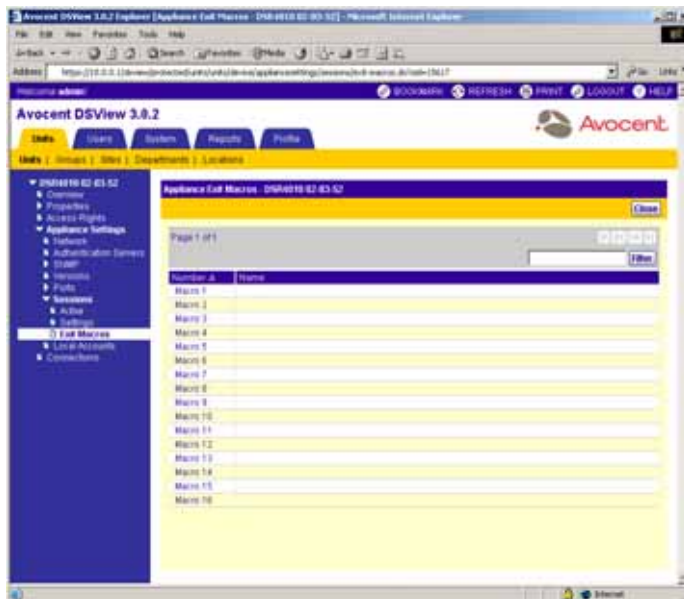 Avocent DSView 3.0.2 Explorer [Appliance Exit Macros - DSR4010 02-83-52] - Microsoft Internet Explorer
File Edit View Favorites Tools Help
Back Search Favorites Media
Address Links
Welcome admin!
BOOKMARK REFRESH PRINT LOGOUT HELP
Avocent DSView 3.0.2
Avocent
Units Users System Reports Profile
Units | Groups | Sites | Departments | Locations
DSR4010 02-83-52
Overview
Properties
Access Rights
Appliance Settings
Network
Authentication Servers
SNMP
Versions
Ports
Sessions
Active
Settings
Exit Macros
Local Accounts
Connections
Appliance Exit Macros - DSR4010 02-83-52
Close
Page 1 of 1
Filter
Number Name
Macro 1
Macro 2
Macro 3
Macro 4
Macro 5
Macro 6
Macro 7
Macro 8
Macro 9
Macro 10
Macro 11
Macro 12
Macro 13
Macro 14
Macro 15
Macro 16
Internet